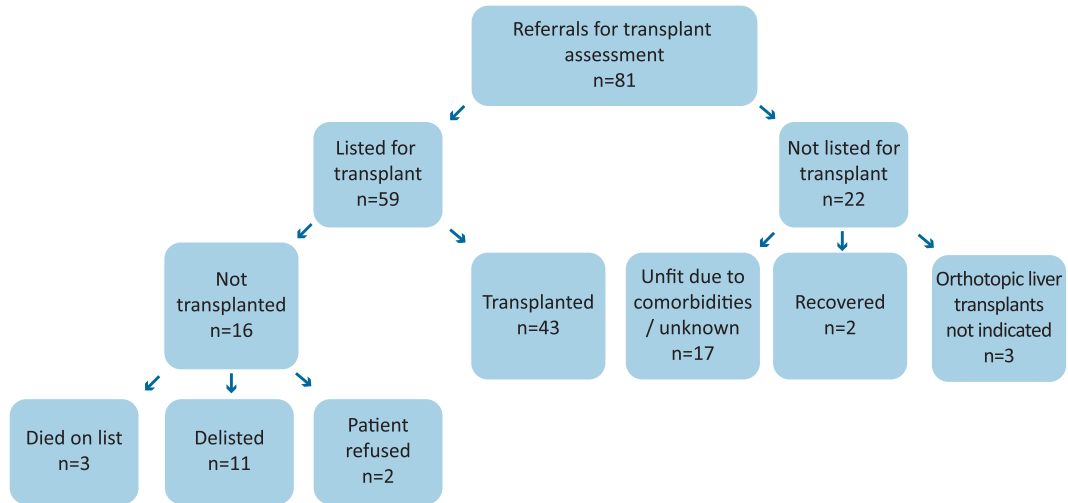 Referrals for transplant
assessment
n=81
Listed for
transplant
n=59
Not listed for
transplant
n=22
Not
transplanted
n=16
Transplanted
n=43
Unfit due to
comorbidities
/ unknown
n=17
Recovered
n=2
Orthotopic liver
transplants
not indicated
n=3
Died on list
n=3
Delisted
n=11
Patient
refused
n=2